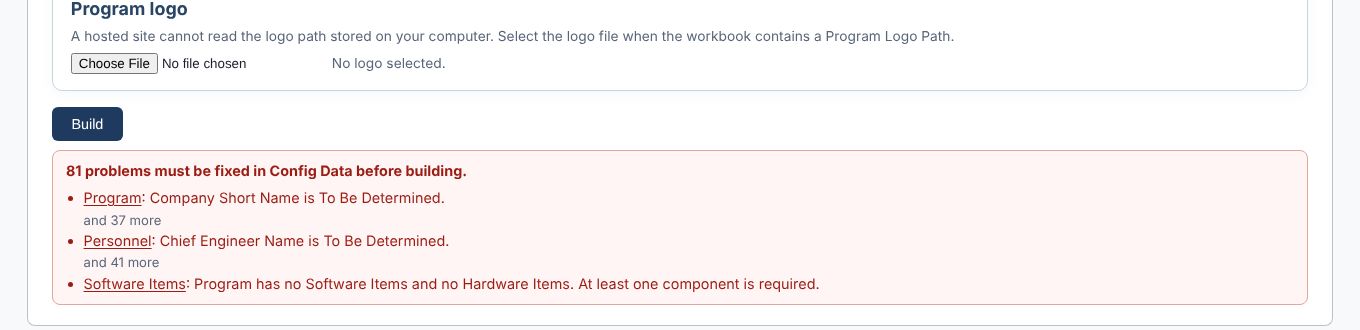 Program logo
A hosted site cannot read the logo path stored on your computer. Select the logo file when the workbook contains a Program Logo Path.
Choose File No file chosen No logo selected.
Build
81 problems must be fixed in Config Data before building.
• Program: Company Short Name is To Be Determined.
and 37 more
• Personnel: Chief Engineer Name is To Be Determined.
and 41 more
• Software Items: Program has no Software Items and no Hardware Items. At least one component is required.